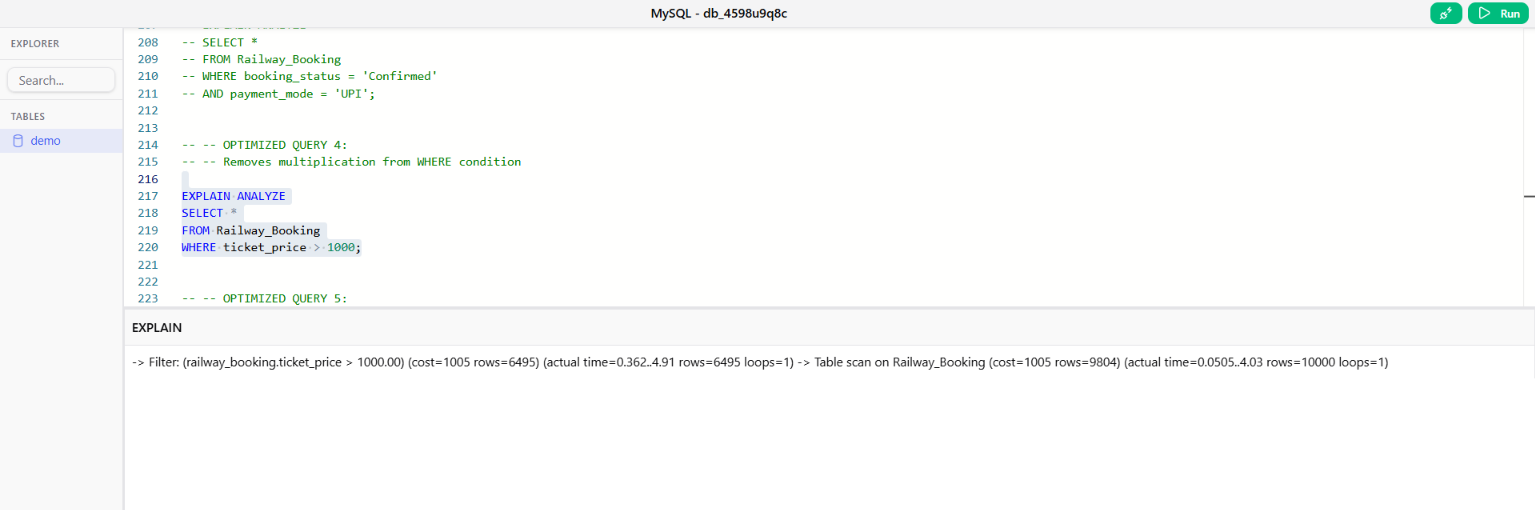 MySQL - db_4598u9q8c
Run
EXPLORER
Search...
TABLES
demo
208 -- SELECT *
209 -- FROM Railway_Booking
210 -- WHERE booking_status = 'Confirmed'
211 -- AND payment_mode = 'UPI';
212
213
214 -- -- OPTIMIZED QUERY 4:
215 -- -- Removes multiplication from WHERE condition
216
217 EXPLAIN ANALYZE
218 SELECT *
219 FROM Railway_Booking
220 WHERE ticket_price > 1000;
221
222
223 -- -- OPTIMIZED QUERY 5:
EXPLAIN
-> Filter: (railway_booking.ticket_price > 1000.00) (cost=1005 rows=6495) (actual time=0.362..4.91 rows=6495 loops=1) -> Table scan on Railway_Booking (cost=1005 rows=9804) (actual time=0.0505..4.03 rows=10000 loops=1)